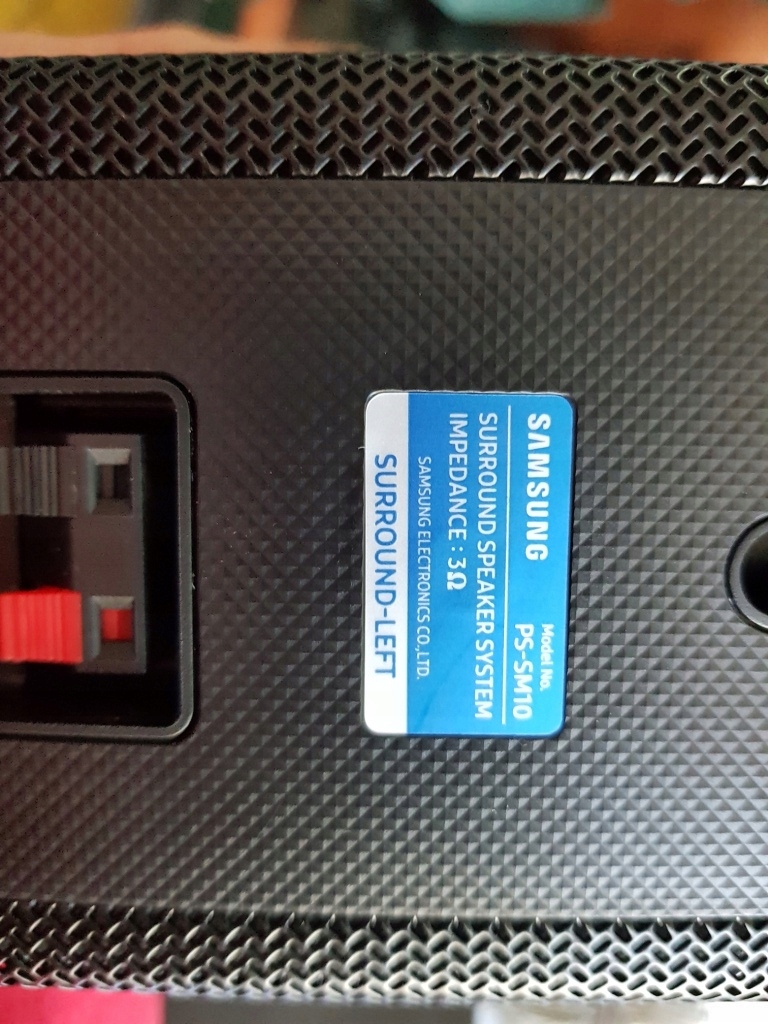 SAMSUNG
Model No.
PS-SM10
SURROUND SPEAKER SYSTEM
IMPEDANCE : 3Ω
SAMSUNG ELECTRONICS CO.,LTD.
SURROUND-LEFT